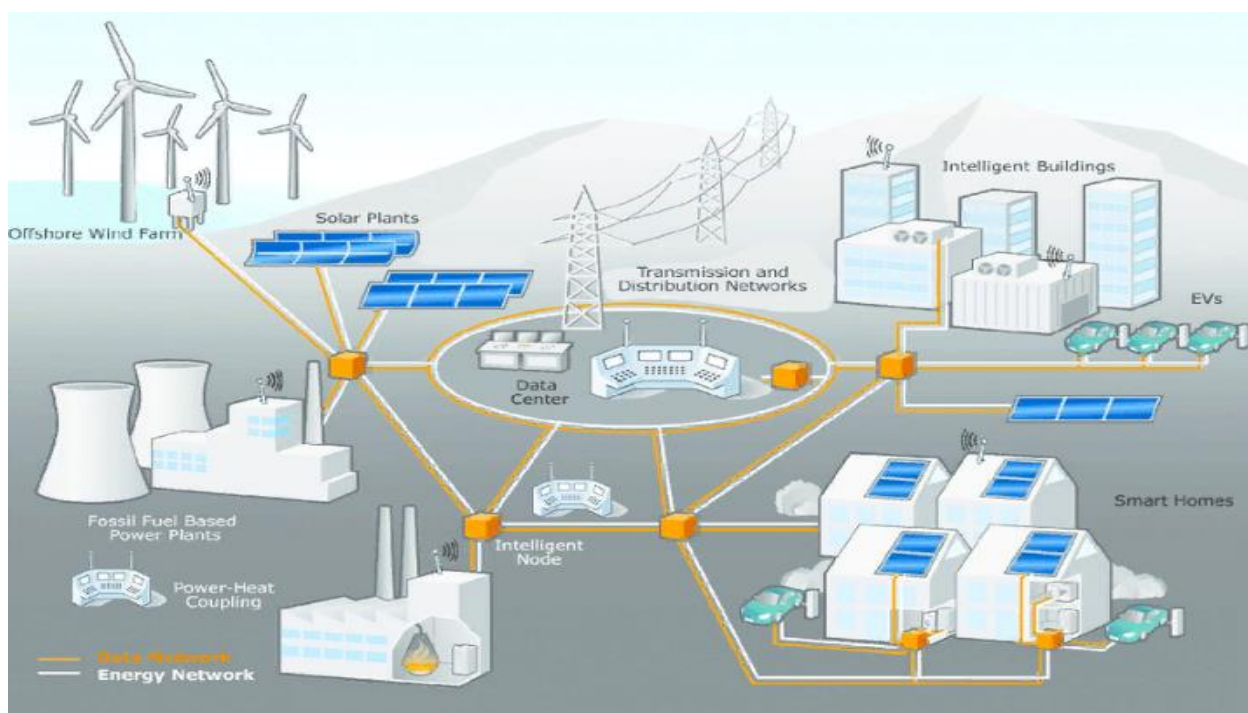 Offshore Wind Farm
Solar Plants
Transmission and
Distribution Networks
Intelligent Buildings
EVs
Data
Center
Fossil Fuel Based
Power Plants
Power-Heat
Coupling
Intelligent
Node
Smart Homes
Data Network
Energy Network